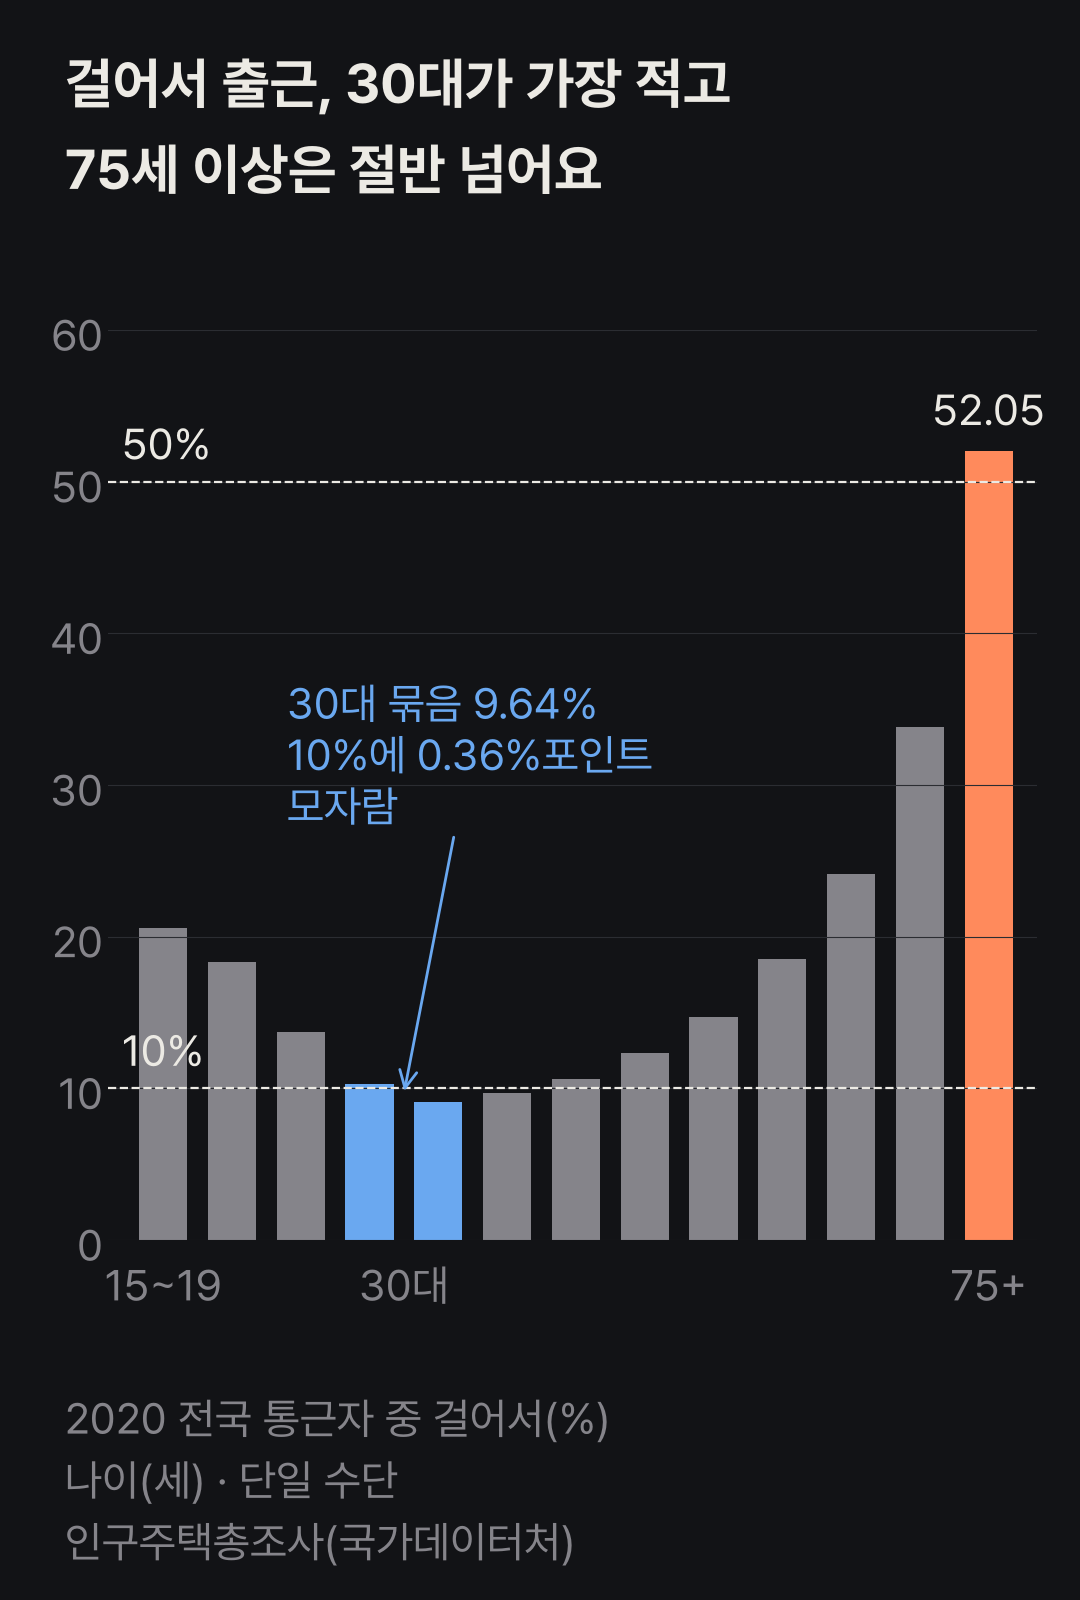 걸어서 출근, 30대가 가장 적고
75세 이상은 절반 넘어요
60
52.05
50%
50
40
30대 묶음 9.64%
10%에 0.36%포인트
모자람
30
20
10%
10
0
15~19
30대
75+
2020 전국 통근자 중 걸어서(%)
나이(세) · 단일 수단
인구주택총조사(국가데이터처)